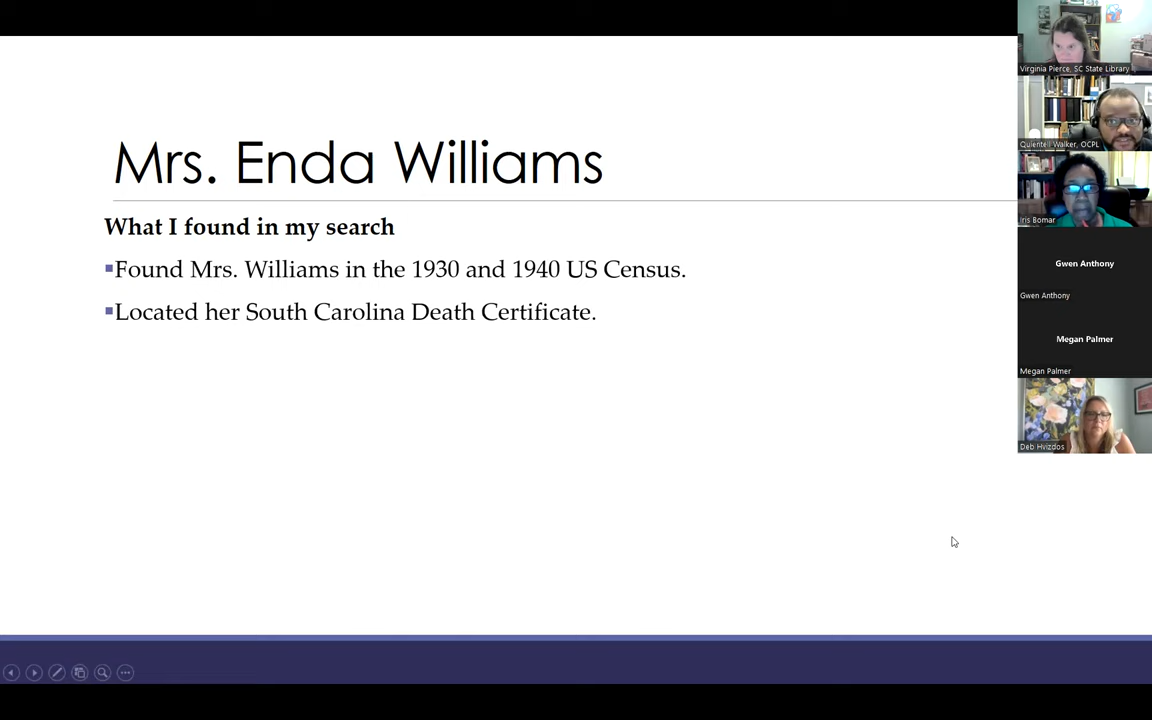 Mrs. Enda Williams
What I found in my search
▪Found Mrs. Williams in the 1930 and 1940 US Census.
▪Located her South Carolina Death Certificate.
Virginia Pierce, SC State Library
Quientell Walker, OCPL
Iris Bomar
Gwen Anthony
Gwen Anthony
Megan Palmer
Megan Palmer
Deb Hvizdos